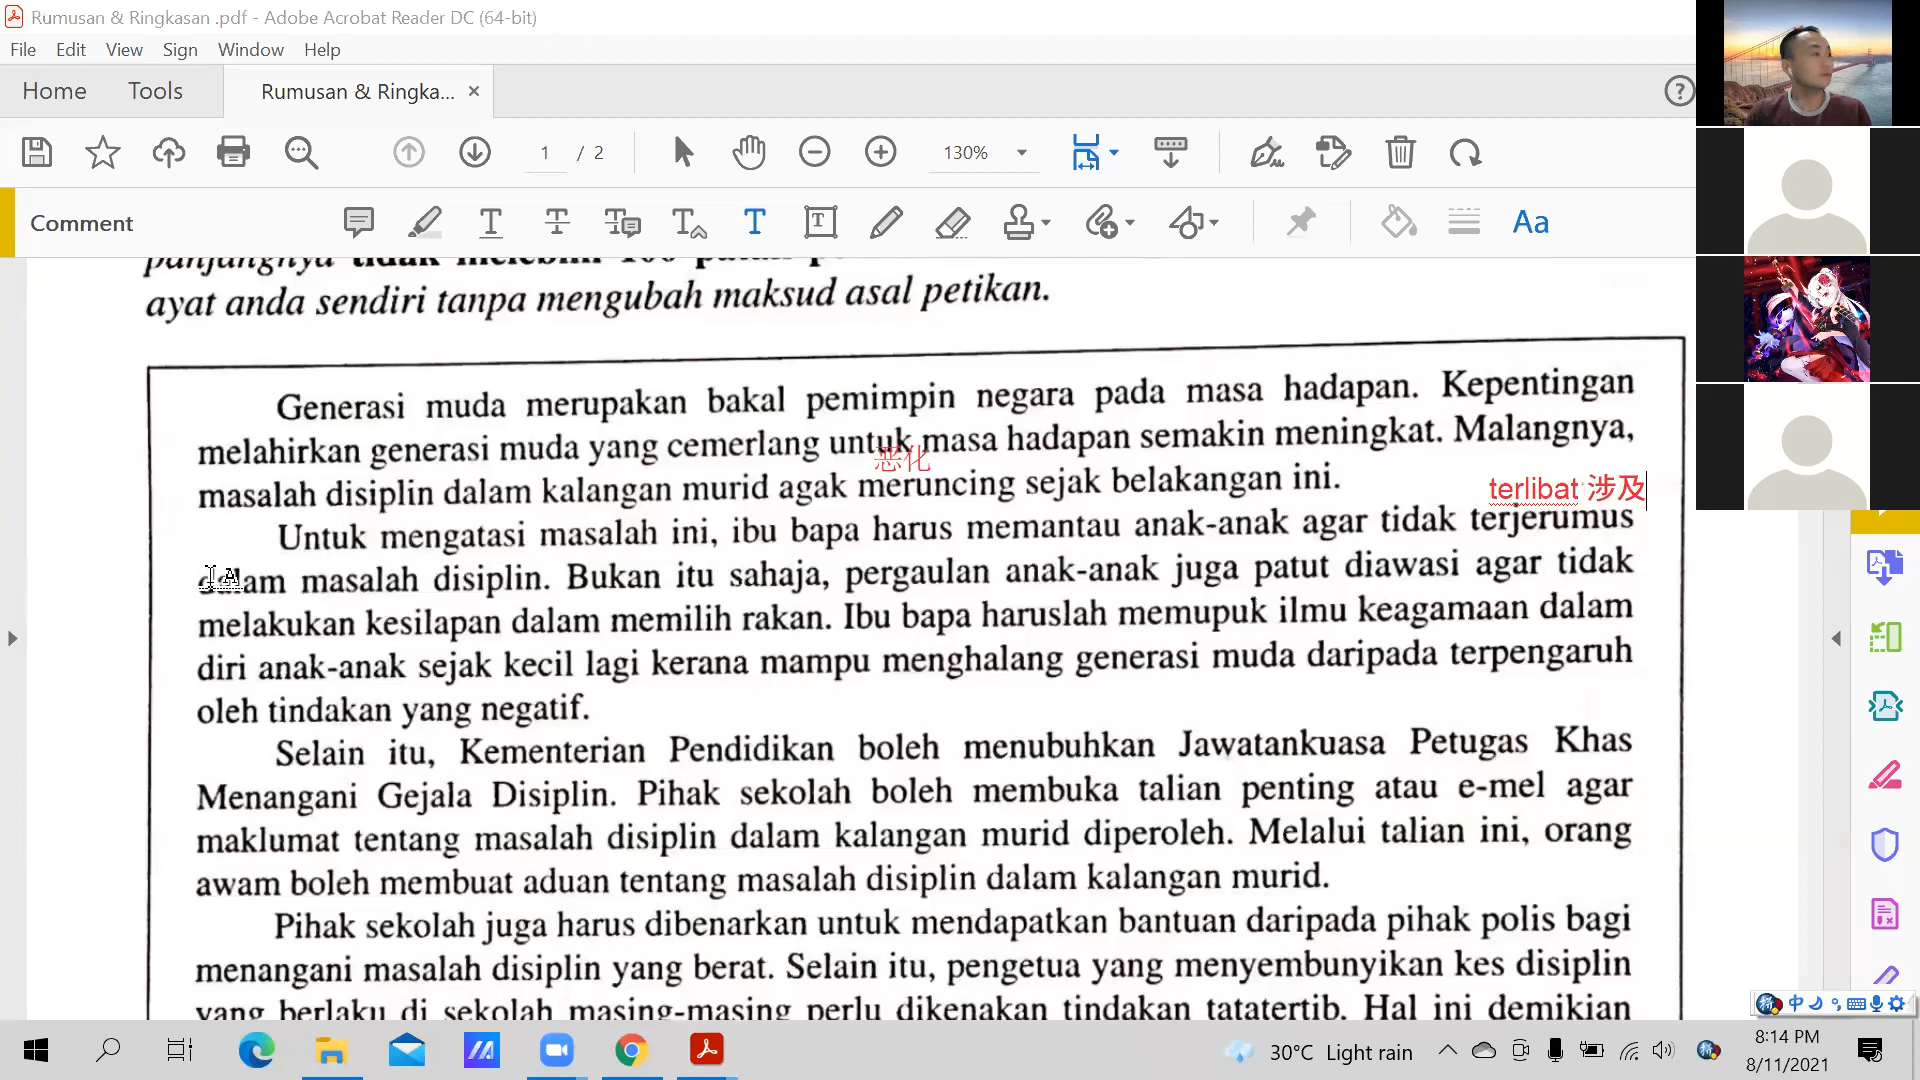 Rumusan & Ringkasan .pdf - Adobe Acrobat Reader DC (64-bit)
File Edit View Sign Window Help
Home Tools Rumusan & Ringka... ×
1 / 2 130%
Comment
panjangnya tidak melebihi 100 patah
ayat anda sendiri tanpa mengubah maksud asal petikan.
Generasi muda merupakan bakal pemimpin negara pada masa hadapan. Kepentingan
melahirkan generasi muda yang cemerlang untuk masa hadapan semakin meningkat. Malangnya,
恶化
masalah disiplin dalam kalangan murid agak meruncing sejak belakangan ini.
terlibat 涉及
Untuk mengatasi masalah ini, ibu bapa harus memantau anak-anak agar tidak terjerumus
dalam masalah disiplin. Bukan itu sahaja, pergaulan anak-anak juga patut diawasi agar tidak
melakukan kesilapan dalam memilih rakan. Ibu bapa haruslah memupuk ilmu keagamaan dalam
diri anak-anak sejak kecil lagi kerana mampu menghalang generasi muda daripada terpengaruh
oleh tindakan yang negatif.
Selain itu, Kementerian Pendidikan boleh menubuhkan Jawatankuasa Petugas Khas
Menangani Gejala Disiplin. Pihak sekolah boleh membuka talian penting atau e-mel agar
maklumat tentang masalah disiplin dalam kalangan murid diperoleh. Melalui talian ini, orang
awam boleh membuat aduan tentang masalah disiplin dalam kalangan murid.
Pihak sekolah juga harus dibenarkan untuk mendapatkan bantuan daripada pihak polis bagi
menangani masalah disiplin yang berat. Selain itu, pengetua yang menyembunyikan kes disiplin
yang berlaku di sekolah masing-masing perlu dikenakan tindakan tatatertib. Hal ini demikian
中
30°C Light rain
8:14 PM
8/11/2021